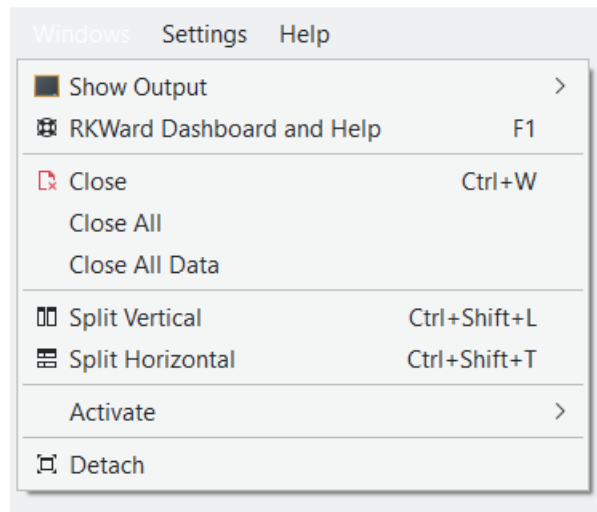 Windows Settings Help
Show Output
RKWard Dashboard and Help F1
Close Ctrl+W
Close All
Close All Data
Split Vertical Ctrl+Shift+L
Split Horizontal Ctrl+Shift+T
Activate
Detach